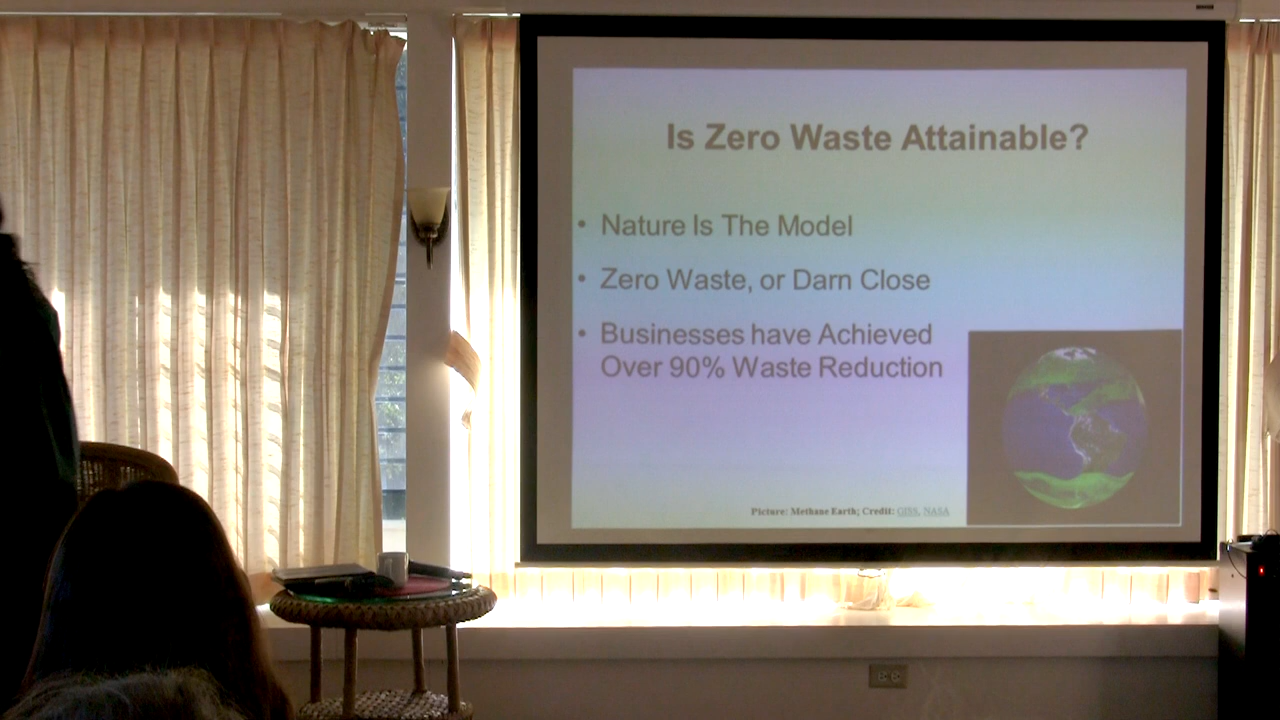 Is Zero Waste Attainable?
• Nature Is The Model
• Zero Waste, or Darn Close
• Businesses have Achieved
Over 90% Waste Reduction
Picture: Methane Earth; Credit: GISS, NASA